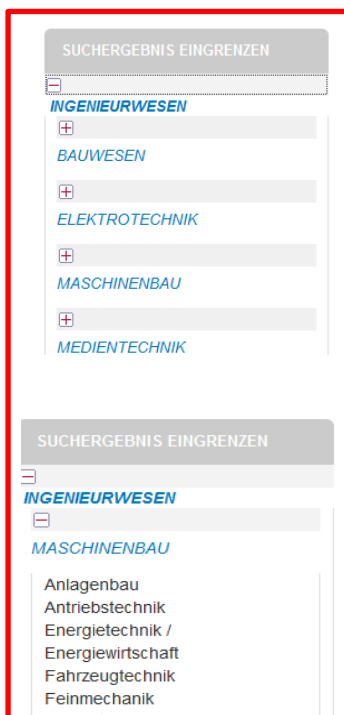 SUCHERGEBNIS EINGRENZEN
INGENIEURWESEN
BAUWESEN
ELEKTROTECHNIK
MASCHINENBAU
MEDIENTECHNIK
SUCHERGEBNIS EINGRENZEN
INGENIEURWESEN
MASCHINENBAU
Anlagenbau
Antriebstechnik
Energietechnik /
Energiewirtschaft
Fahrzeugtechnik
Feinmechanik